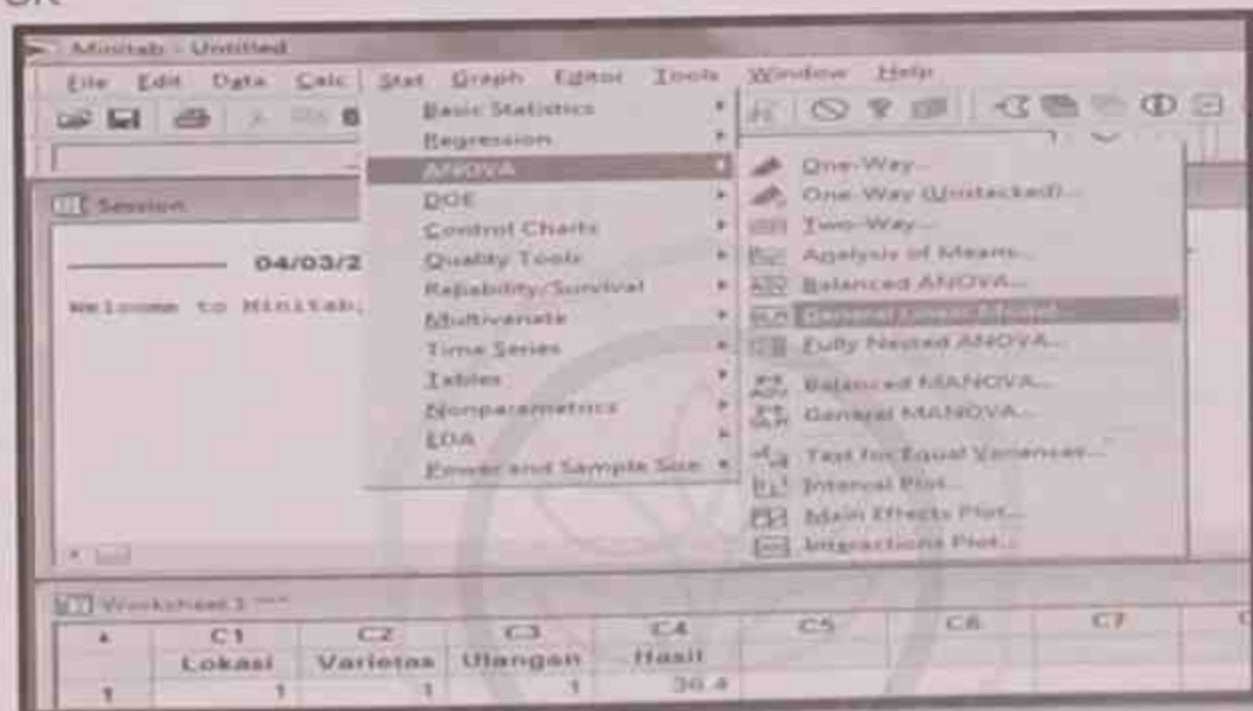 Minitab - Untitled
File Edit Data Calc Stat Graph Editor Tools Window Help
Basic Statistics
Regression
ANOVA
DOE
Control Charts
Quality Tools
Reliability/Survival
Multivariate
Time Series
Tables
Nonparametrics
EDA
Power and Sample Size
One-Way...
One-Way (Unstacked)...
Two-Way...
Analysis of Means...
Balanced ANOVA...
General Linear Model...
Fully Nested ANOVA...
Balanced MANOVA...
General MANOVA...
Test for Equal Variances...
Interval Plot...
Main Effects Plot...
Interactions Plot...
Session
04/03/2
Welcome to Minitab,
Worksheet 3 ***
C1 C2 C3 C4 C5 C6 C7
Lokasi Varietas Ulangan Hasil
1 1 1 1 36.4